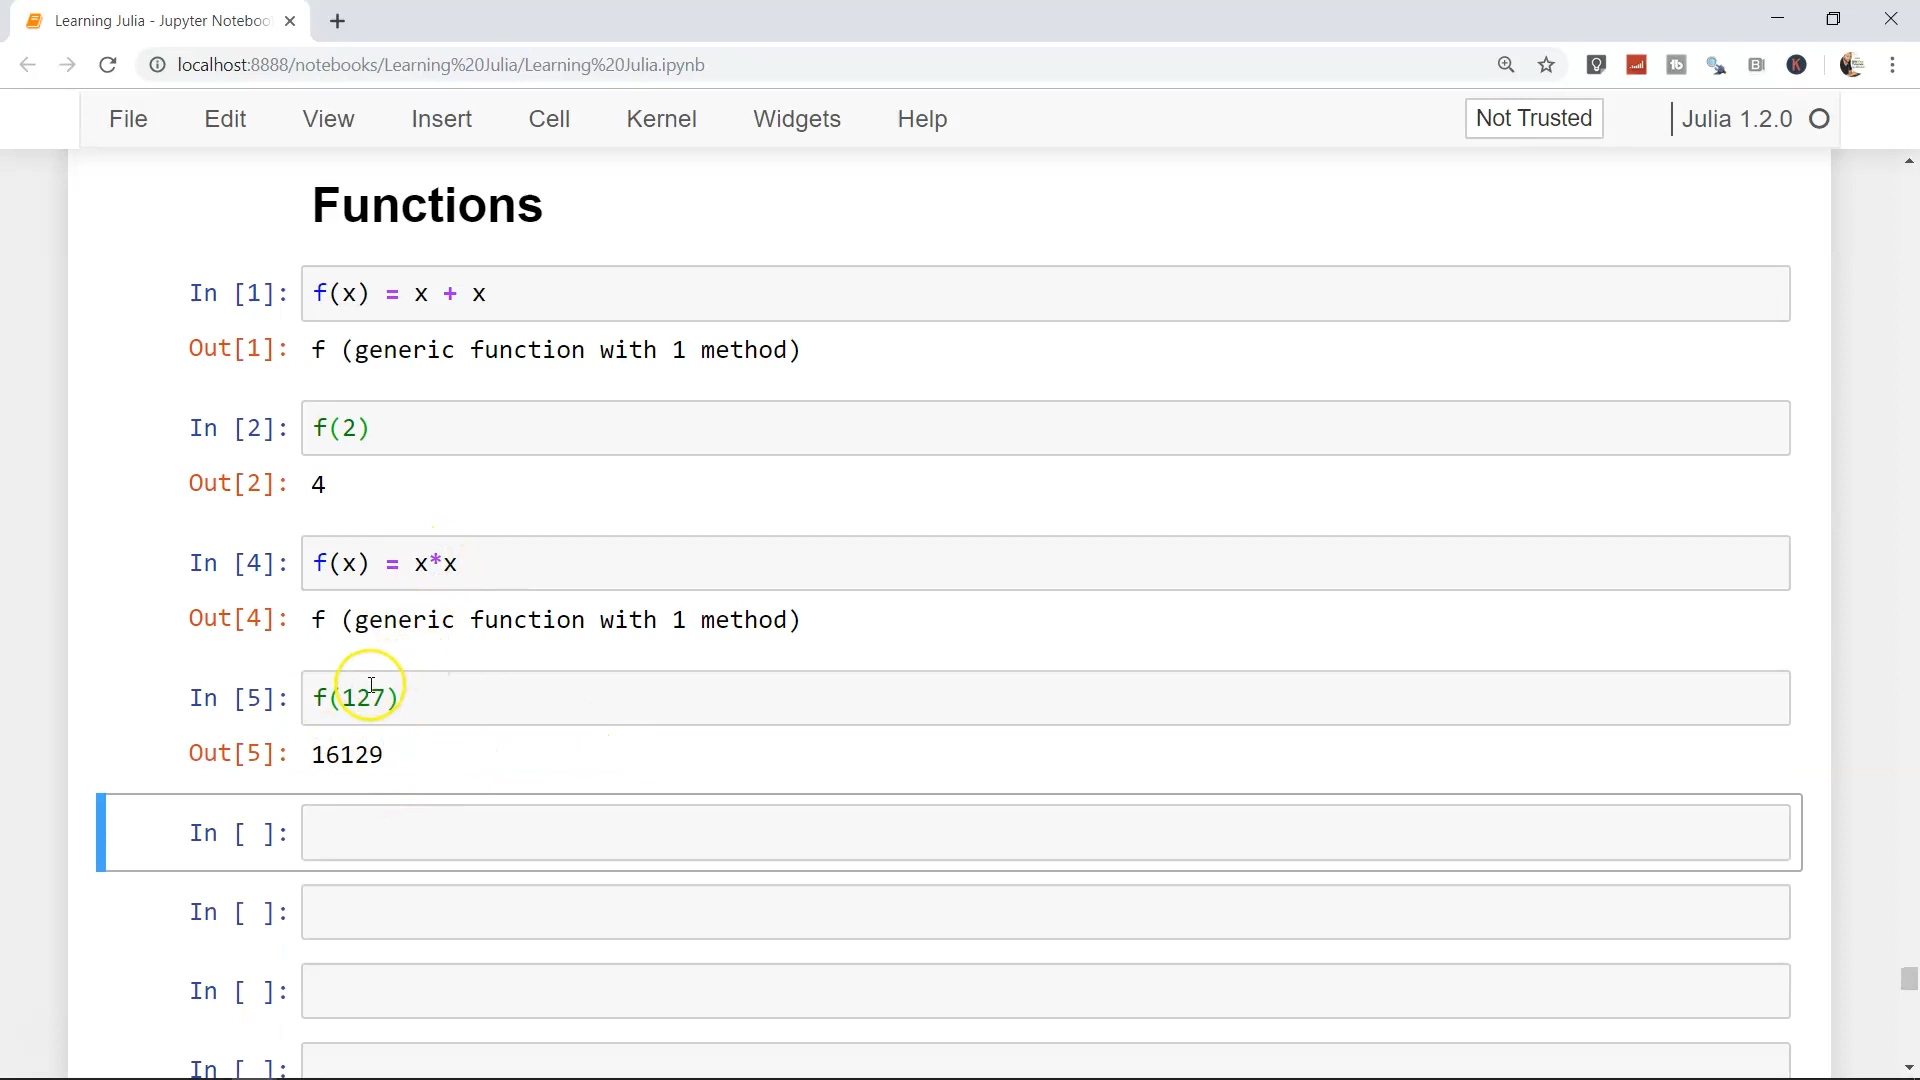 Learning Julia - Jupyter Noteboo
localhost:8888/notebooks/Learning%20Julia/Learning%20Julia.ipynb
File Edit View Insert Cell Kernel Widgets Help Not Trusted Julia 1.2.0
Functions
In [1]: f(x) = x + x
Out[1]: f (generic function with 1 method)
In [2]: f(2)
Out[2]: 4
In [4]: f(x) = x*x
Out[4]: f (generic function with 1 method)
In [5]: f(127)
Out[5]: 16129
In [ ]:
In [ ]:
In [ ]:
In [ ]: